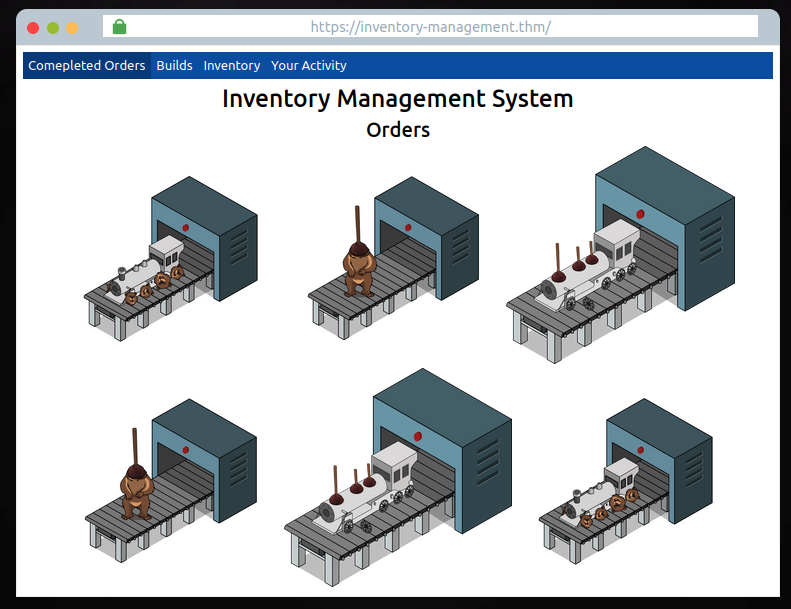 https://inventory-management.thm/
Comepleted Orders Builds Inventory Your Activity
Inventory Management System
Orders